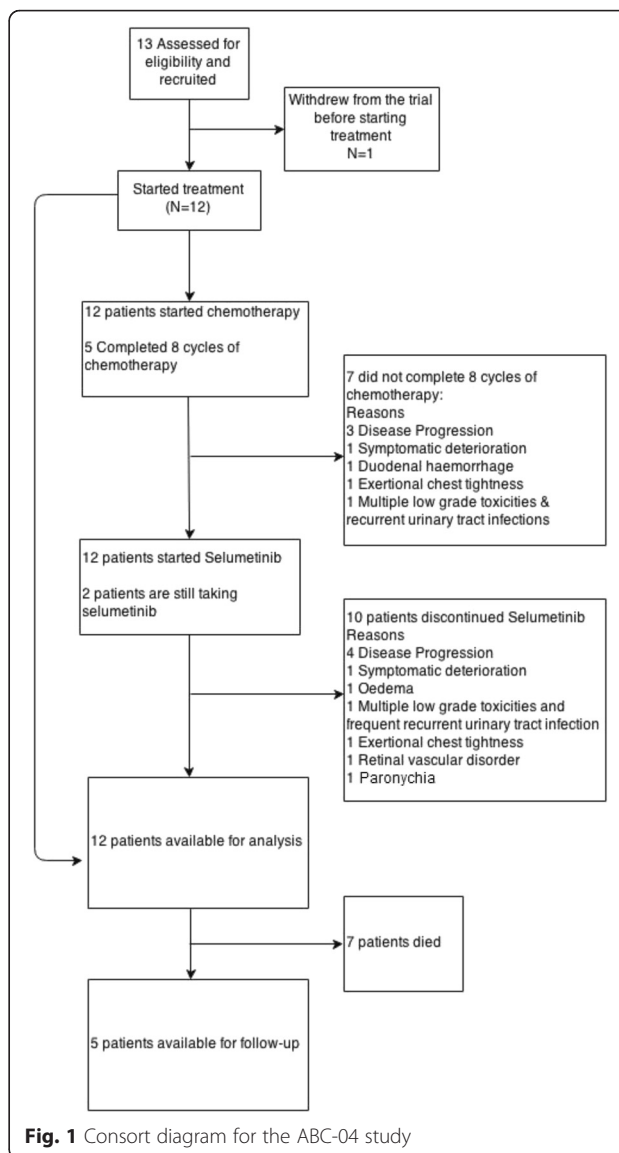 13 Assessed for
eligibility and
recruited
Withdrew from the trial
before starting
treatment
N=1
Started treatment
(N=12)
12 patients started chemotherapy
5 Completed 8 cycles of
chemotherapy
7 did not complete 8 cycles of
chemotherapy:
Reasons
3 Disease Progression
1 Symptomatic deterioration
1 Duodenal haemorrhage
1 Exertional chest tightness
1 Multiple low grade toxicities &
recurrent urinary tract infections
12 patients started Selumetinib
2 patients are still taking
selumetinib
10 patients discontinued Selumetinib
Reasons
4 Disease Progression
1 Symptomatic deterioration
1 Oedema
1 Multiple low grade toxicities and
frequent recurrent urinary tract infection
1 Exertional chest tightness
1 Retinal vascular disorder
1 Paronychia
12 patients available for analysis
7 patients died
5 patients available for follow-up
Fig. 1 Consort diagram for the ABC-04 study